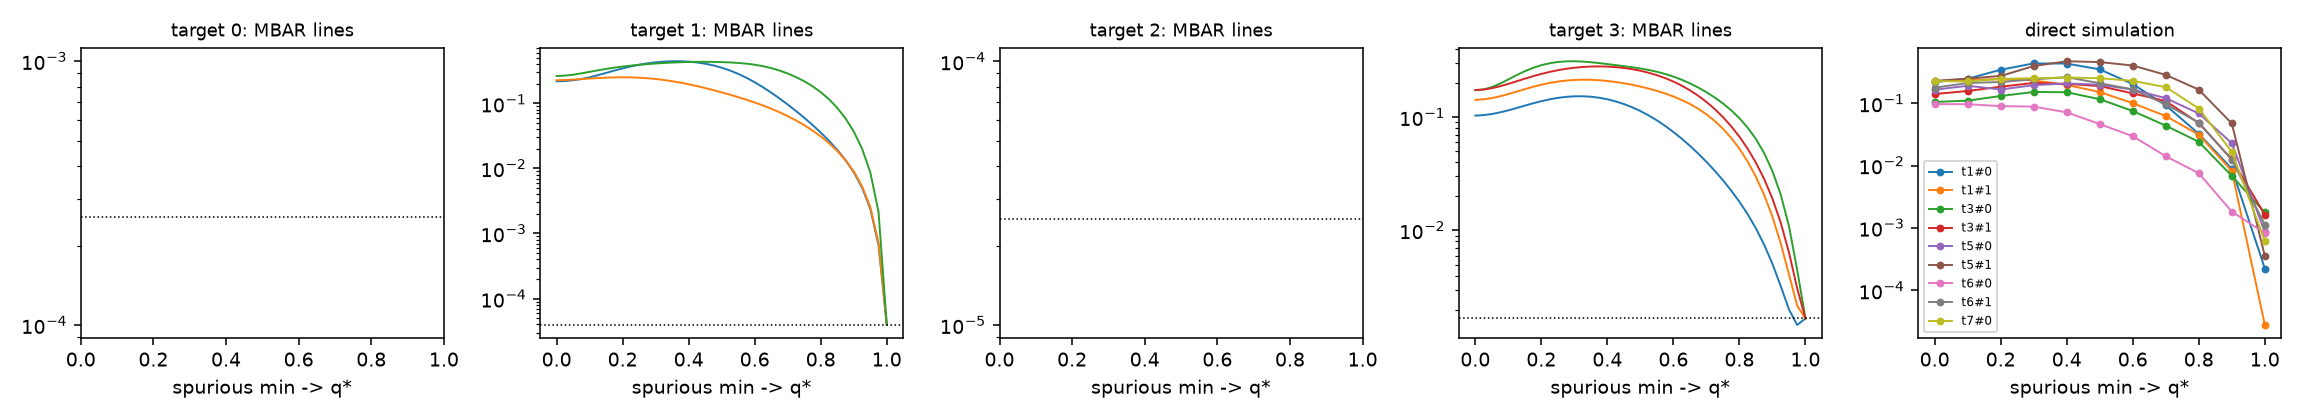 target 0: MBAR lines
10⁻³
10⁻⁴
0.0 0.2 0.4 0.6 0.8 1.0
spurious min -> q*
target 1: MBAR lines
10⁻¹
10⁻²
10⁻³
10⁻⁴
0.0 0.2 0.4 0.6 0.8 1.0
spurious min -> q*
target 2: MBAR lines
10⁻⁴
10⁻⁵
0.0 0.2 0.4 0.6 0.8 1.0
spurious min -> q*
target 3: MBAR lines
10⁻¹
10⁻²
0.0 0.2 0.4 0.6 0.8 1.0
spurious min -> q*
direct simulation
10⁻¹
10⁻²
10⁻³
10⁻⁴
t1#0
t1#1
t3#0
t3#1
t5#0
t5#1
t6#0
t6#1
t7#0
0.0 0.2 0.4 0.6 0.8 1.0
spurious min -> q*